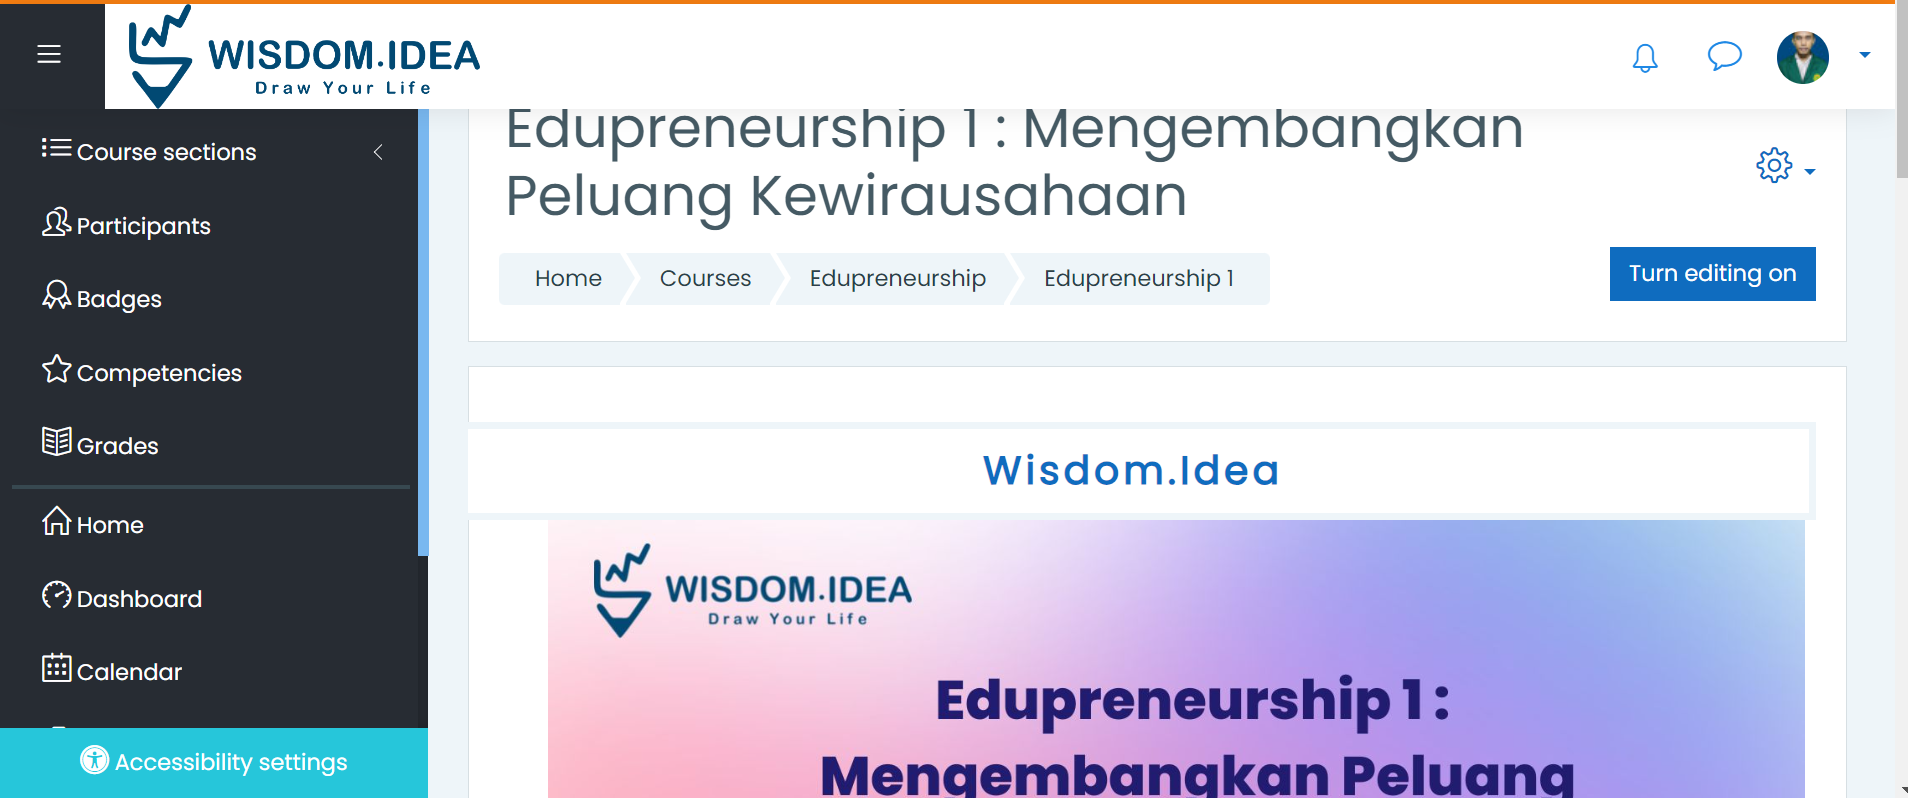 WISDOM.IDEA
Draw Your Life
Course sections
Participants
Badges
Competencies
Grades
Home
Dashboard
Calendar
Accessibility settings
Edupreneurship 1 : Mengembangkan
Peluang Kewirausahaan
Home Courses Edupreneurship Edupreneurship 1
Turn editing on
Wisdom.Idea
WISDOM.IDEA
Draw Your Life
Edupreneurship 1 :
Mengembangkan Peluang